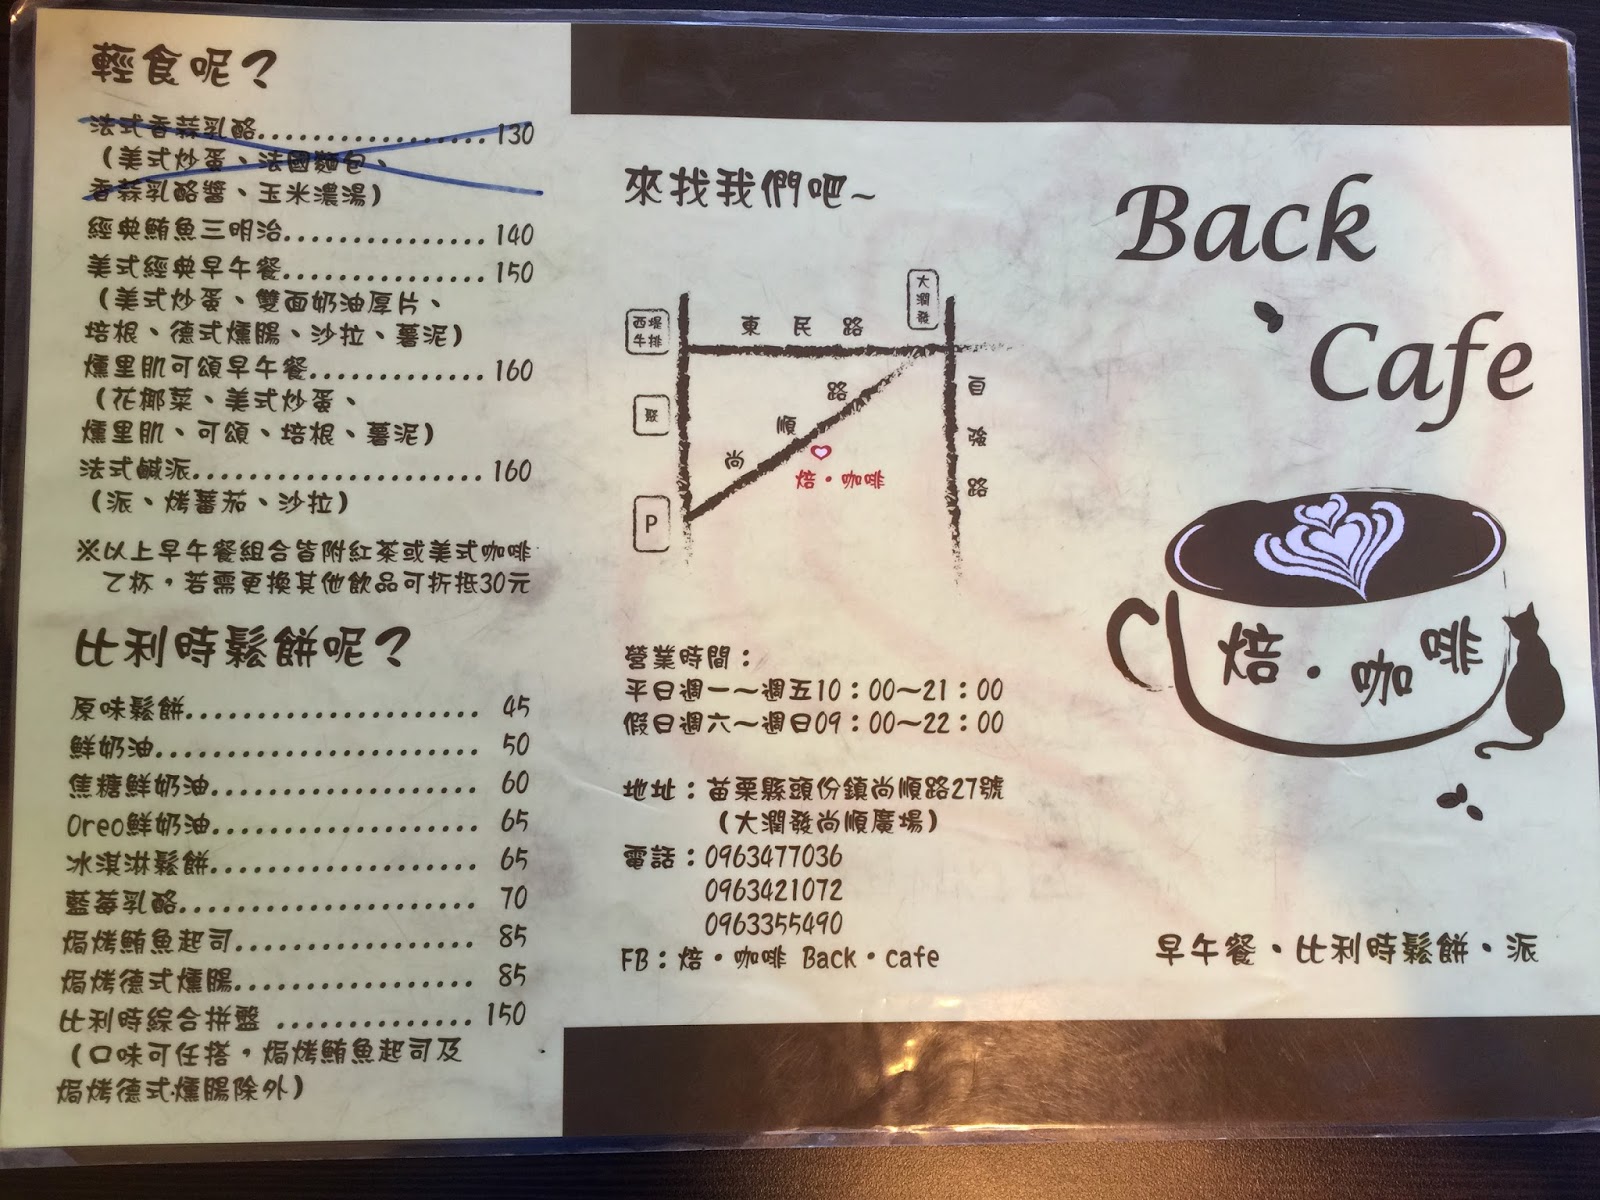 輕食呢？
法式香蒜乳酪.................130
（美式炒蛋、法國麵包、
香蒜乳酪醬、玉米濃湯）
經典鮪魚三明治...............140
美式經典早午餐...............150
（美式炒蛋、雙面奶油厚片、
培根、德式燻腸、沙拉、薯泥）
燻里肌可頌早午餐.............160
（花椰菜、美式炒蛋、
燻里肌、可頌、培根、薯泥）
法式鹹派.....................160
（派、烤蕃茄、沙拉）
※以上早午餐組合皆附紅茶或美式咖啡
乙杯，若需更換其他飲品可折抵30元
比利時鬆餅呢？
原味鬆餅..................... 45
鮮奶油....................... 50
焦糖鮮奶油................... 60
Oreo鮮奶油................... 65
冰淇淋鬆餅................... 65
藍莓乳酪..................... 70
焗烤鮪魚起司................. 85
焗烤德式燻腸................. 85
比利時綜合拼盤 .............. 150
（口味可任搭，焗烤鮪魚起司及
焗烤德式燻腸除外）
來找我們吧~
西堤
牛排
東民路
大潤發
聚
尚順路
自強路
焙・咖啡
P
營業時間：
平日週一～週五10：00～21：00
假日週六～週日09：00～22：00
地址：苗栗縣頭份鎮尚順路27號
（大潤發尚順廣場）
電話：0963477036
0963421072
0963355490
FB：焙・咖啡 Back・cafe
Back
Cafe
焙・咖啡
早午餐、比利時鬆餅、派